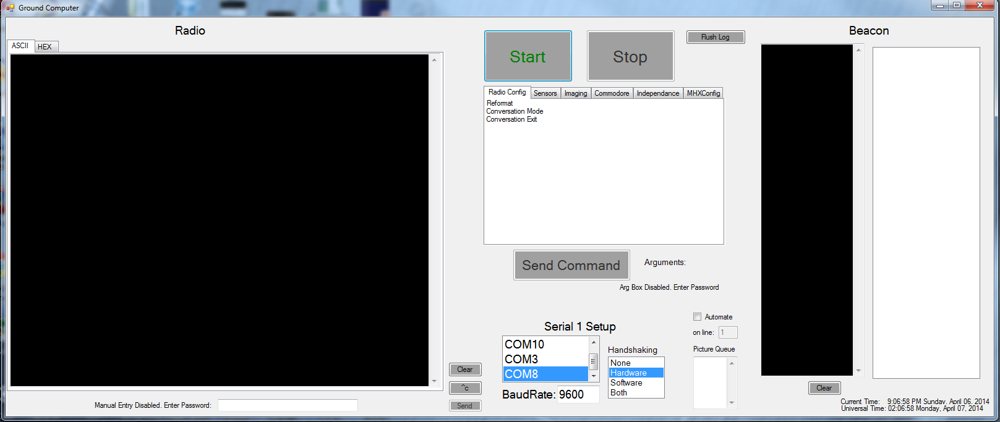 Ground Computer
Radio
ASCII HEX
Start
Stop
Flush Log
Beacon
Radio Config Sensors Imaging Commodore Independance MHXConfig
Reformat
Conversation Mode
Conversation Exit
Send Command
Arguments:
Arg Box Disabled. Enter Password
Automate
on line: 1
Picture Queue
Serial 1 Setup
COM10
COM3
COM8
BaudRate: 9600
Handshaking
None
Hardware
Software
Both
Clear
^c
Send
Manual Entry Disabled. Enter Password:
Clear
Current Time: 9:06:58 PM Sunday, April 06, 2014
Universal Time: 02:06:58 Monday, April 07, 2014